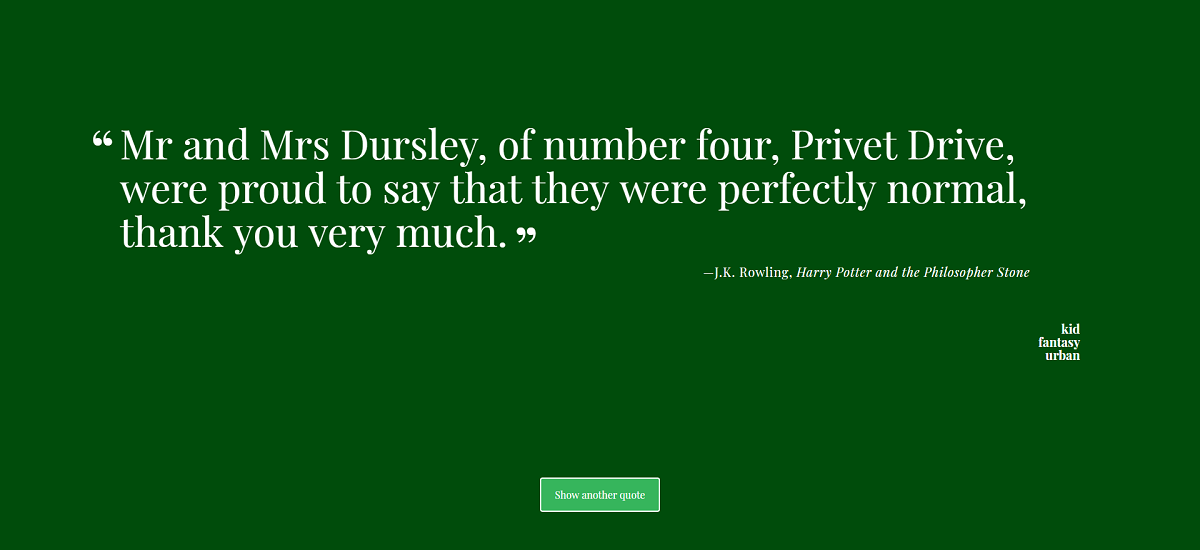 “Mr and Mrs Dursley, of number four, Privet Drive,
were proud to say that they were perfectly normal,
thank you very much.”
—J.K. Rowling, Harry Potter and the Philosopher Stone
kid
fantasy
urban
Show another quote